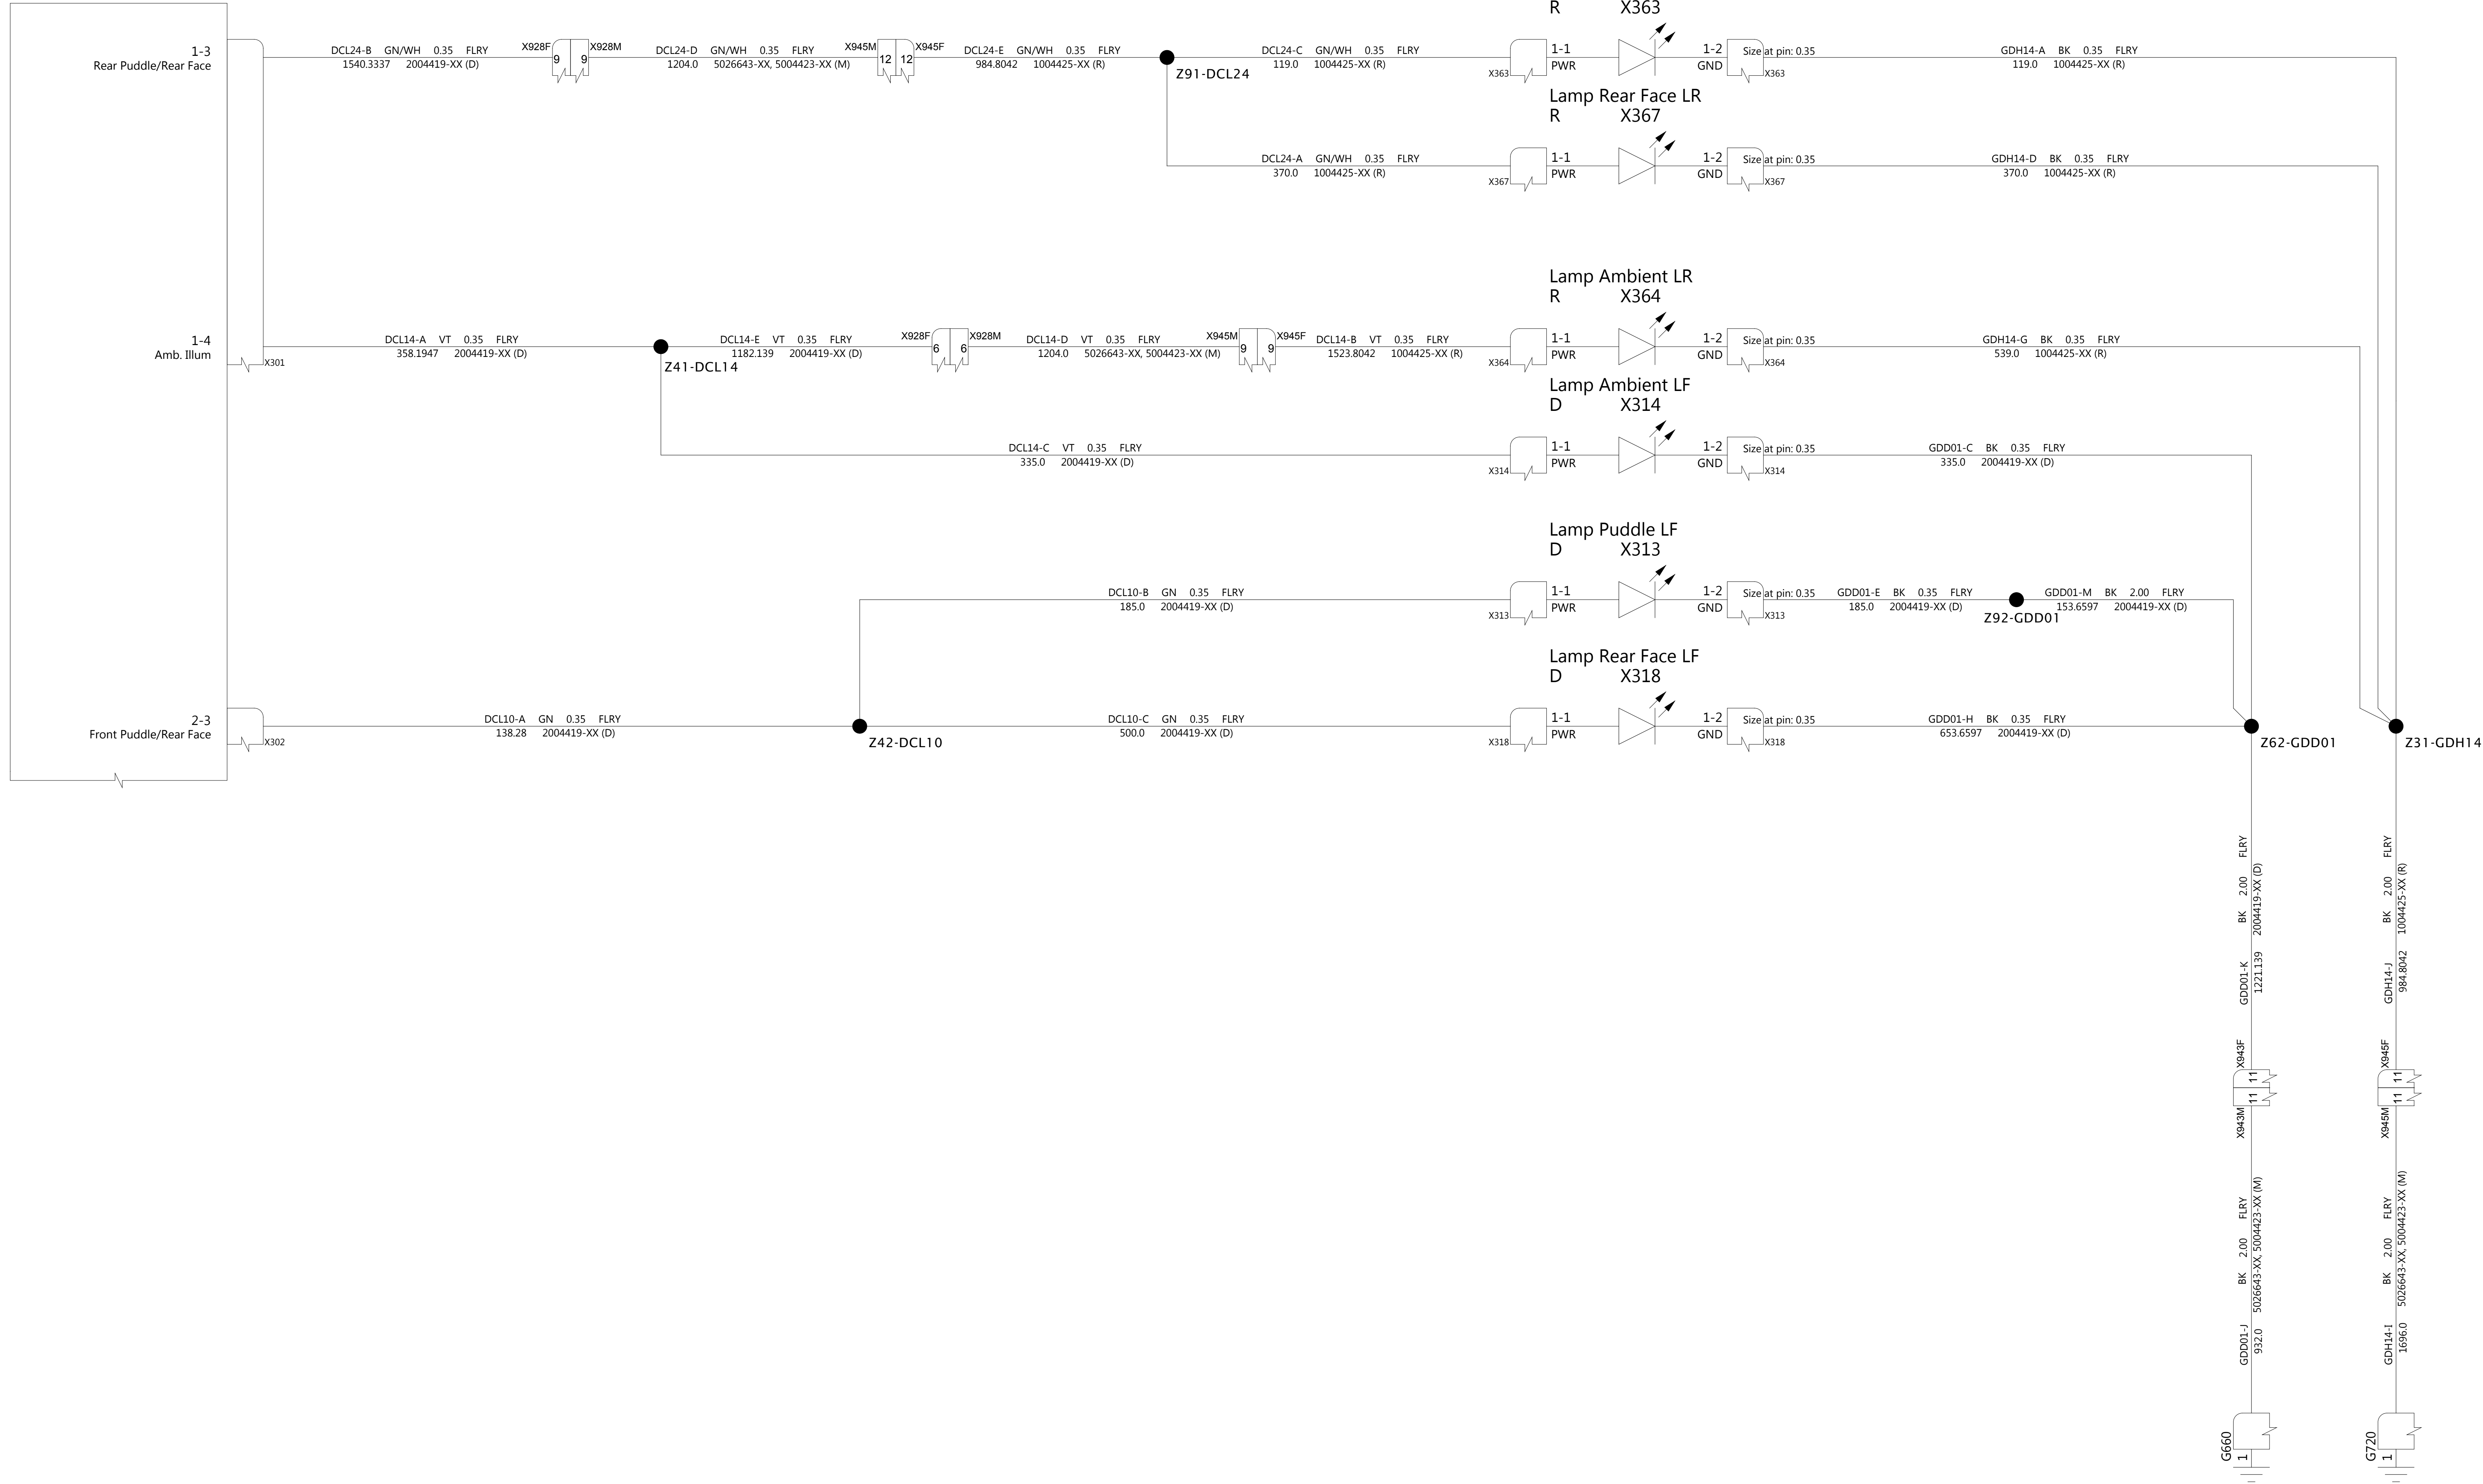 R X363
1-3
Rear Puddle/Rear Face
DCL24-B GN/WH 0.35 FLRY
1540.3337 2004419-XX (D)
X928F 9 9 X928M
DCL24-D GN/WH 0.35 FLRY
1204.0 5026643-XX, 5004423-XX (M)
X945M 12 12 X945F
DCL24-E GN/WH 0.35 FLRY
984.8042 1004425-XX (R)
Z91-DCL24
DCL24-C GN/WH 0.35 FLRY
119.0 1004425-XX (R)
X363
1-1
PWR
1-2
GND
Size at pin: 0.35
X363
GDH14-A BK 0.35 FLRY
119.0 1004425-XX (R)
Lamp Rear Face LR
R X367
DCL24-A GN/WH 0.35 FLRY
370.0 1004425-XX (R)
X367
1-1
PWR
1-2
GND
Size at pin: 0.35
X367
GDH14-D BK 0.35 FLRY
370.0 1004425-XX (R)
Lamp Ambient LR
R X364
1-4
Amb. Illum
X301
DCL14-A VT 0.35 FLRY
358.1947 2004419-XX (D)
Z41-DCL14
DCL14-E VT 0.35 FLRY
1182.139 2004419-XX (D)
X928F 6 6 X928M
DCL14-D VT 0.35 FLRY
1204.0 5026643-XX, 5004423-XX (M)
X945M 9 9 X945F
DCL14-B VT 0.35 FLRY
1523.8042 1004425-XX (R)
X364
1-1
PWR
1-2
GND
Size at pin: 0.35
X364
GDH14-G BK 0.35 FLRY
539.0 1004425-XX (R)
Lamp Ambient LF
D X314
DCL14-C VT 0.35 FLRY
335.0 2004419-XX (D)
X314
1-1
PWR
1-2
GND
Size at pin: 0.35
X314
GDD01-C BK 0.35 FLRY
335.0 2004419-XX (D)
Lamp Puddle LF
D X313
DCL10-B GN 0.35 FLRY
185.0 2004419-XX (D)
X313
1-1
PWR
1-2
GND
Size at pin: 0.35
X313
GDD01-E BK 0.35 FLRY
185.0 2004419-XX (D)
Z92-GDD01
GDD01-M BK 2.00 FLRY
153.6597 2004419-XX (D)
Lamp Rear Face LF
D X318
2-3
Front Puddle/Rear Face
X302
DCL10-A GN 0.35 FLRY
138.28 2004419-XX (D)
Z42-DCL10
DCL10-C GN 0.35 FLRY
500.0 2004419-XX (D)
X318
1-1
PWR
1-2
GND
Size at pin: 0.35
X318
GDD01-H BK 0.35 FLRY
653.6597 2004419-XX (D)
Z62-GDD01
Z31-GDH14
GDD01-K BK 2.00 FLRY
1221.139 2004419-XX (D)
X943F 11
X943M 11
GDD01-J BK 2.00 FLRY
932.0 5026643-XX, 5004423-XX (M)
G660
1
GDH14-J BK 2.00 FLRY
984.8042 1004425-XX (R)
X945F 11
X945M 11
GDH14-I BK 2.00 FLRY
1696.0 5026643-XX, 5004423-XX (M)
G720
1